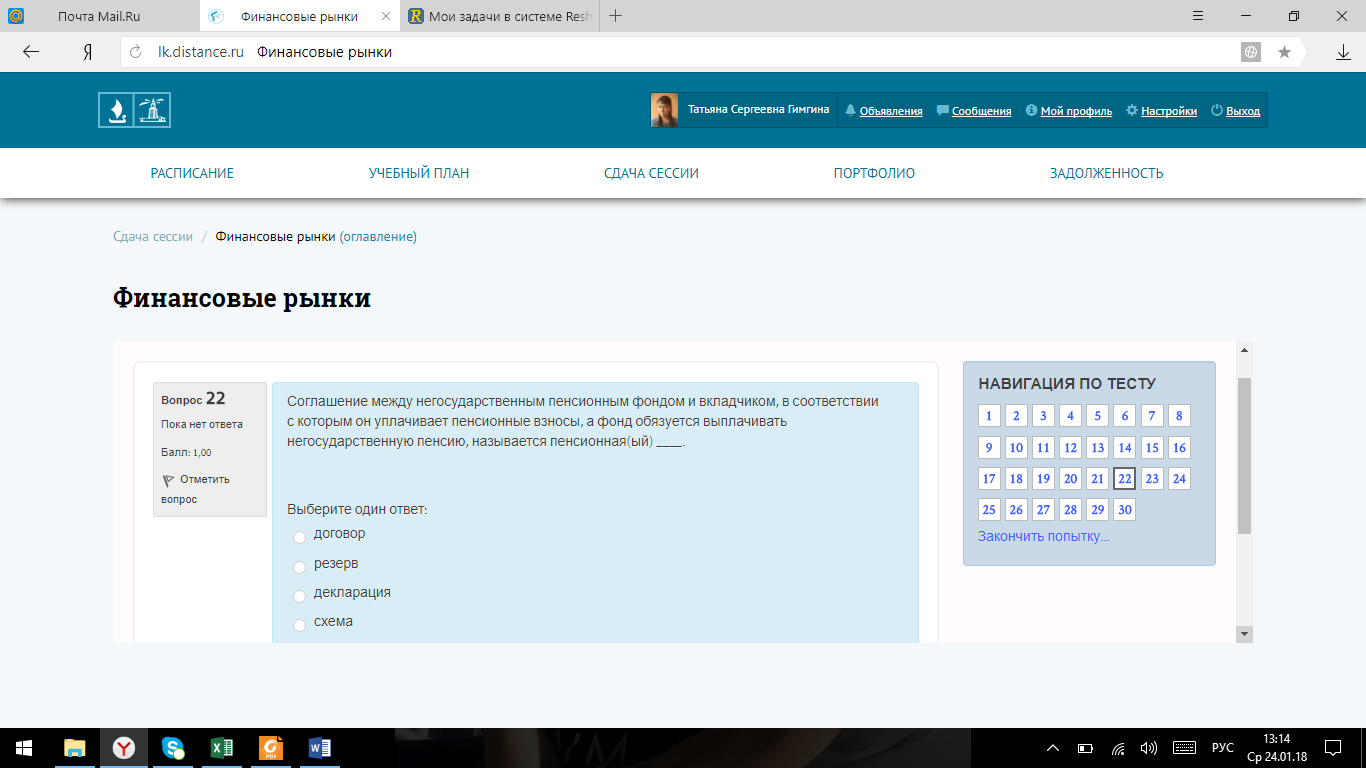 Почта Mail.Ru
Финансовые рынки
Мои задачи в системе Resh
Я
lk.distance.ru Финансовые рынки
Татьяна Сергеевна Гимгина
Объявления
Сообщения
Мой профиль
Настройки
Выход
РАСПИСАНИЕ
УЧЕБНЫЙ ПЛАН
СДАЧА СЕССИИ
ПОРТФОЛИО
ЗАДОЛЖЕННОСТЬ
Сдача сессии / Финансовые рынки (оглавление)
Финансовые рынки
Вопрос 22
Пока нет ответа
Балл: 1,00
Отметить
вопрос
Соглашение между негосударственным пенсионным фондом и вкладчиком, в соответствии
с которым он уплачивает пенсионные взносы, а фонд обязуется выплачивать
негосударственную пенсию, называется пенсионная(ый) ____.
Выберите один ответ:
договор
резерв
декларация
схема
НАВИГАЦИЯ ПО ТЕСТУ
1 2 3 4 5 6 7 8
9 10 11 12 13 14 15 16
17 18 19 20 21 22 23 24
25 26 27 28 29 30
Закончить попытку...
РУС
13:14
Ср 24.01.18